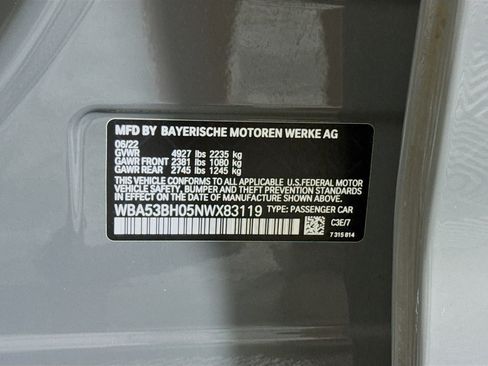 MFD BY BAYERISCHE MOTOREN WERKE AG
06/22
GVWR 4927 lbs 2235 kg
GAWR FRONT 2381 lbs 1080 kg
GAWR REAR 2745 lbs 1245 kg
THIS VEHICLE CONFORMS TO ALL APPLICABLE U.S.FEDERAL MOTOR
VEHICLE SAFETY, BUMPER AND THEFT PREVENTION STANDARDS
IN EFFECT ON THE DATE OF MANUFACTURE SHOWN ABOVE.
WBA53BH05NWX83119 TYPE: PASSENGER CAR
C3E/7
7 315 814